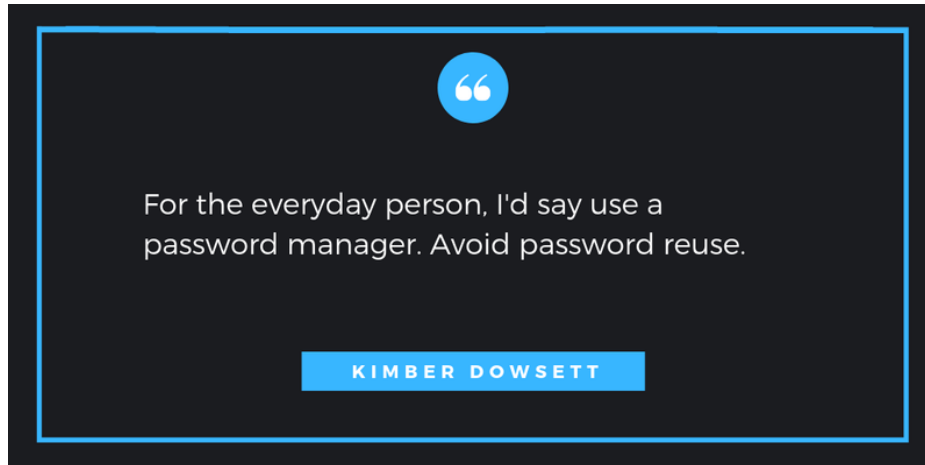 “
For the everyday person, I'd say use a
password manager. Avoid password reuse.
KIMBER DOWSETT